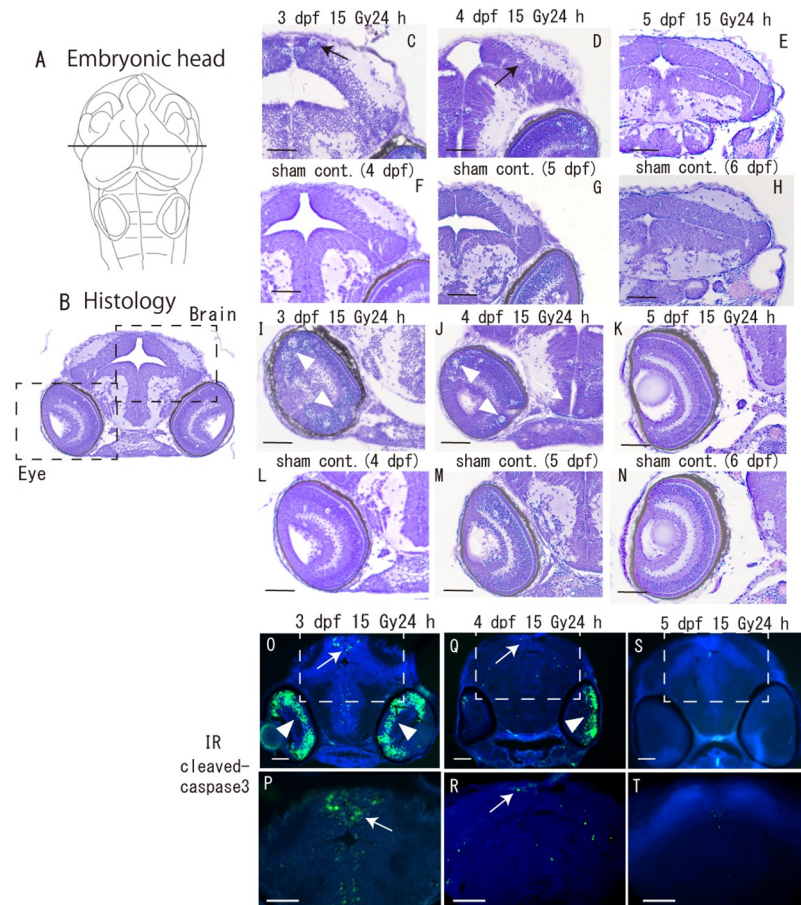 3 dpf 15 Gy24 h
4 dpf 15 Gy24 h
5 dpf 15 Gy24 h
A Embryonic head
C
D
E
sham cont. (4 dpf)
sham cont. (5 dpf)
sham cont. (6 dpf)
F
G
H
B Histology
Brain
Eye
3 dpf 15 Gy24 h
4 dpf 15 Gy24 h
5 dpf 15 Gy24 h
I
J
K
sham cont. (4 dpf)
sham cont. (5 dpf)
sham cont. (6 dpf)
L
M
N
3 dpf 15 Gy24 h
4 dpf 15 Gy24 h
5 dpf 15 Gy24 h
O
Q
S
IR
cleaved-
caspase3
P
R
T